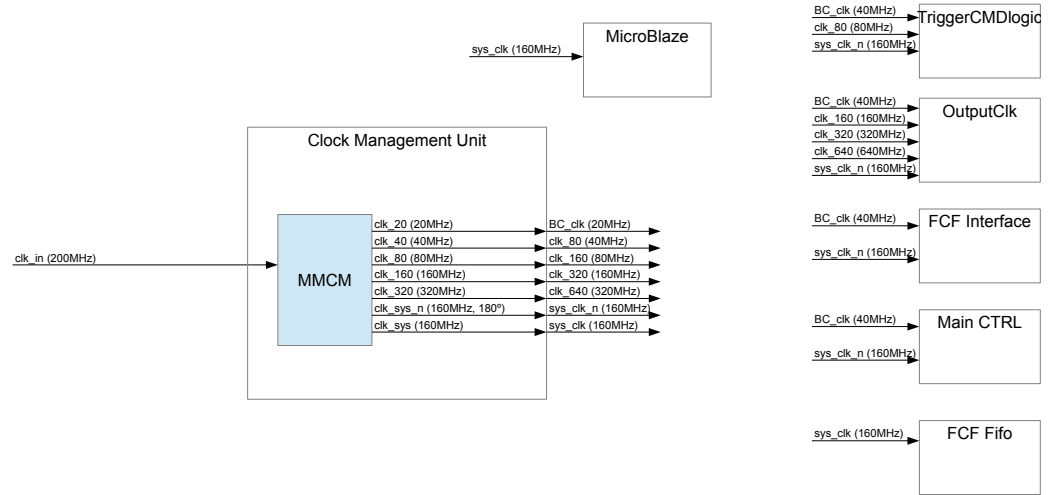 MicroBlaze
sys_clk (160MHz)
BC_clk (40MHz)
TriggerCMDlogic
clk_80 (80MHz)
sys_clk_n (160MHz)
BC_clk (40MHz)
OutputClk
clk_160 (160MHz)
clk_320 (320MHz)
clk_640 (640MHz)
sys_clk_n (160MHz)
Clock Management Unit
clk_in (200MHz)
MMCM
clk_20 (20MHz)
BC_clk (20MHz)
clk_40 (40MHz)
clk_80 (40MHz)
clk_80 (80MHz)
clk_160 (80MHz)
clk_160 (160MHz)
clk_320 (160MHz)
clk_320 (320MHz)
clk_640 (320MHz)
clk_sys_n (160MHz, 180º)
sys_clk_n (160MHz)
clk_sys (160MHz)
sys_clk (160MHz)
BC_clk (40MHz)
FCF Interface
sys_clk_n (160MHz)
BC_clk (40MHz)
Main CTRL
sys_clk_n (160MHz)
sys_clk (160MHz)
FCF Fifo